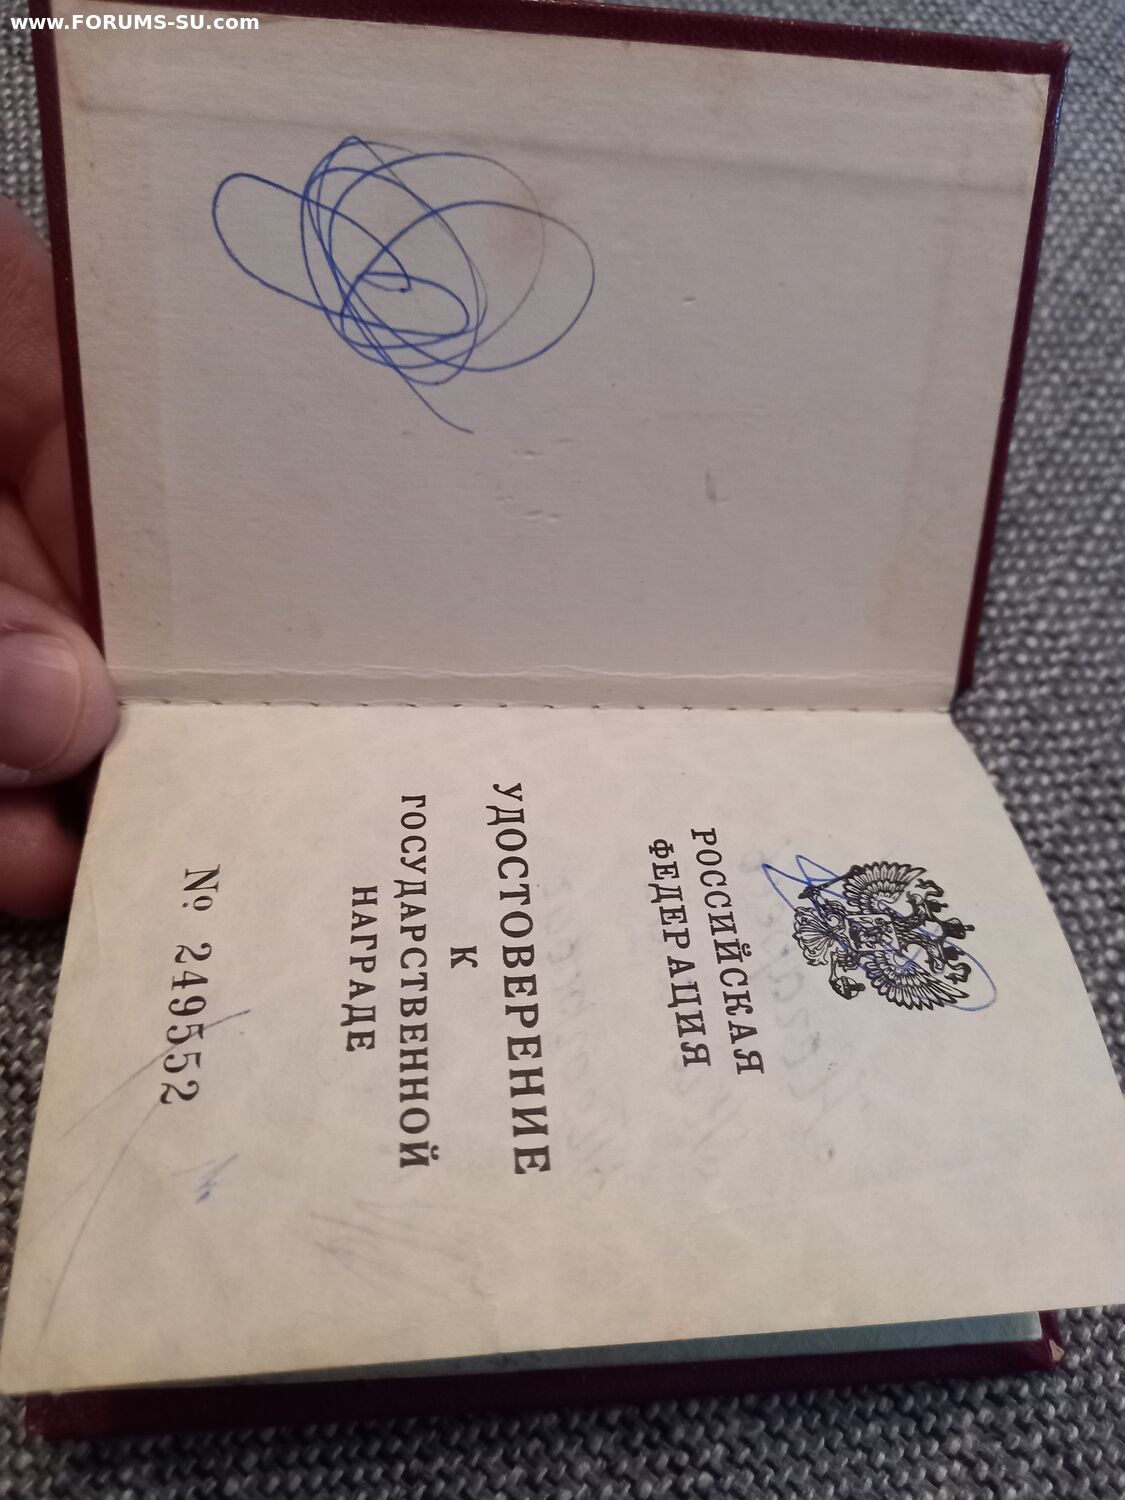 www.FORUMS-SU.com
РОССИЙСКАЯ
ФЕДЕРАЦИЯ
УДОСТОВЕРЕНИЕ
К
ГОСУДАРСТВЕННОЙ
НАГРАДЕ
№ 249552